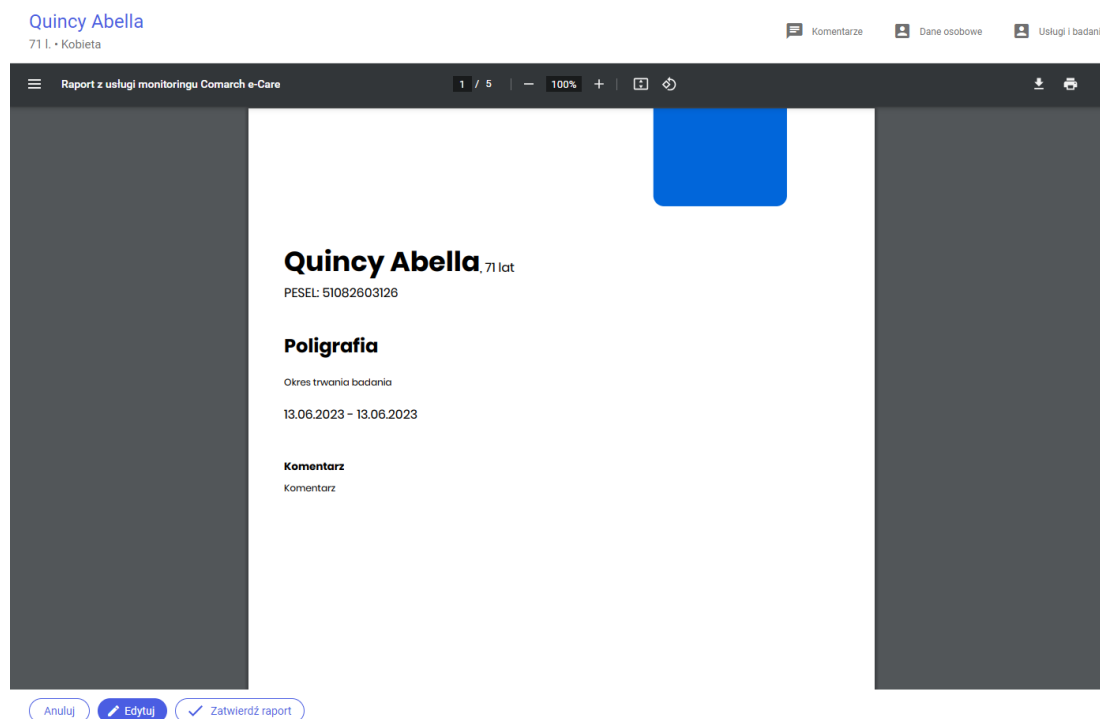 Quincy Abella
71 l. • Kobieta
Komentarze
Dane osobowe
Usługi i badani
Raport z usługi monitoringu Comarch e-Care
1 / 5
100%
Quincy Abella, 71 lat
PESEL: 51082603126
Poligrafia
Okres trwania badania
13.06.2023 - 13.06.2023
Komentarz
Komentarz
Anuluj
Edytuj
Zatwierdź raport